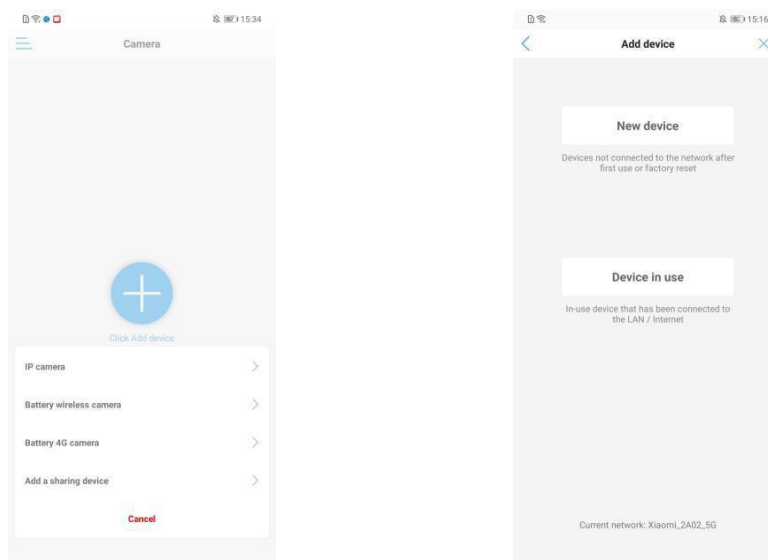 15:34
Camera
Click Add device
IP camera
Battery wireless camera
Battery 4G camera
Add a sharing device
Cancel
15:16
Add device
New device
Devices not connected to the network after
first use or factory reset
Device in use
In-use device that has been connected to
the LAN / Internet
Current network: Xiaomi_2A02_5G